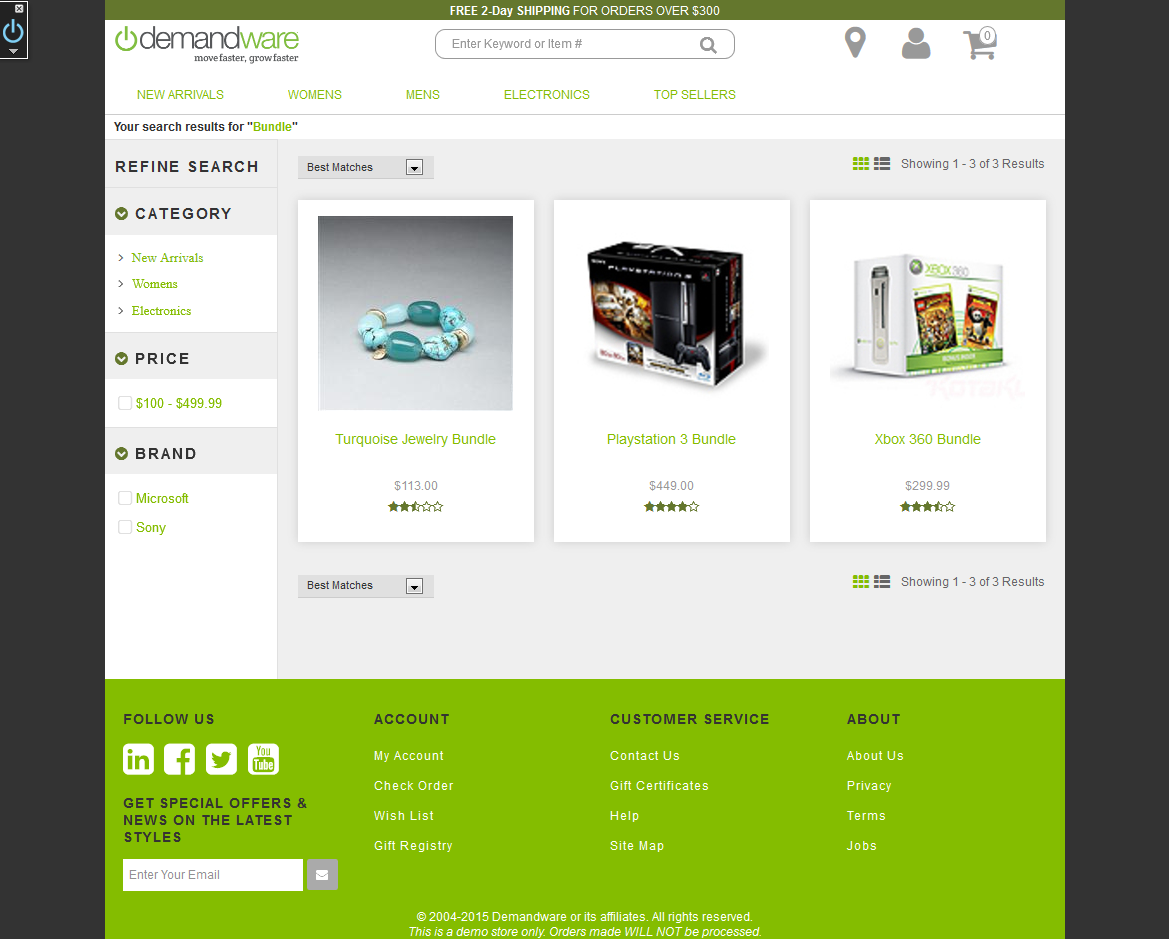 FREE 2-Day SHIPPING FOR ORDERS OVER $300
demandware
move faster, grow faster
Enter Keyword or Item #
0
NEW ARRIVALS WOMENS MENS ELECTRONICS TOP SELLERS
Your search results for "Bundle"
REFINE SEARCH
CATEGORY
New Arrivals
Womens
Electronics
PRICE
$100 - $499.99
BRAND
Microsoft
Sony
Best Matches
Showing 1 - 3 of 3 Results
SONY
PLAYSTATION 3
XBOX 360
KOTAKU
Turquoise Jewelry Bundle
$113.00
Playstation 3 Bundle
$449.00
Xbox 360 Bundle
$299.99
Best Matches
Showing 1 - 3 of 3 Results
FOLLOW US
in
You
Tube
GET SPECIAL OFFERS &
NEWS ON THE LATEST
STYLES
Enter Your Email
ACCOUNT
My Account
Check Order
Wish List
Gift Registry
CUSTOMER SERVICE
Contact Us
Gift Certificates
Help
Site Map
ABOUT
About Us
Privacy
Terms
Jobs
© 2004-2015 Demandware or its affiliates. All rights reserved.
This is a demo store only. Orders made WILL NOT be processed.